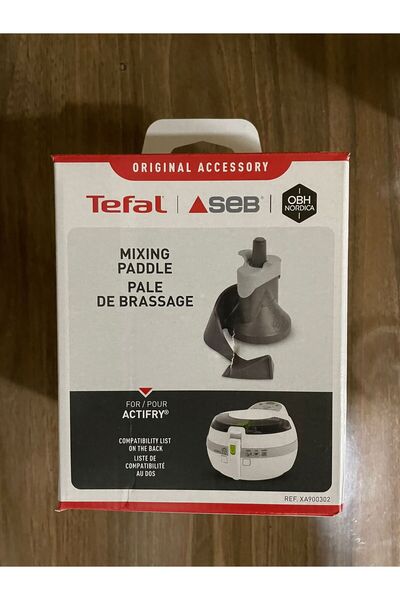 ORIGINAL ACCESSORY
Tefal SEB OBH NORDICA
MIXING
PADDLE
PALE
DE BRASSAGE
FOR / POUR
ACTIFRY®
COMPATIBILITY LIST
ON THE BACK
LISTE DE
COMPATIBILITÉ
AU DOS
REF. XA900302